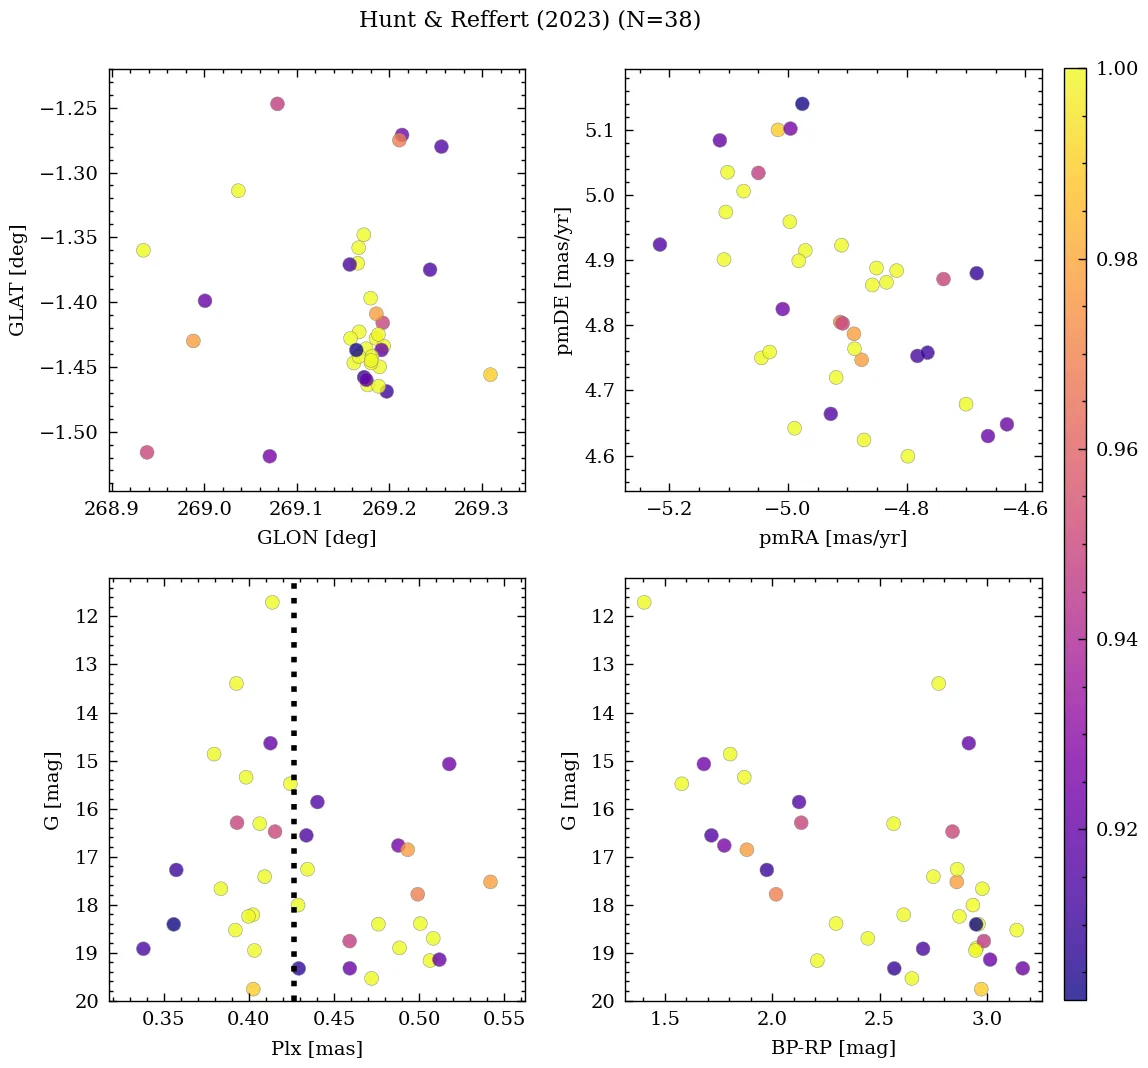 Hunt & Reffert (2023) (N=38)
−1.25
−1.30
−1.35
−1.40
−1.45
−1.50
GLAT [deg]
268.9 269.0 269.1 269.2 269.3
GLON [deg]
5.1
5.0
4.9
4.8
4.7
4.6
pmDE [mas/yr]
−5.2 −5.0 −4.8 −4.6
pmRA [mas/yr]
12
13
14
15
16
17
18
19
20
G [mag]
0.35 0.40 0.45 0.50 0.55
Plx [mas]
12
13
14
15
16
17
18
19
20
G [mag]
1.5 2.0 2.5 3.0
BP-RP [mag]
1.00
0.98
0.96
0.94
0.92